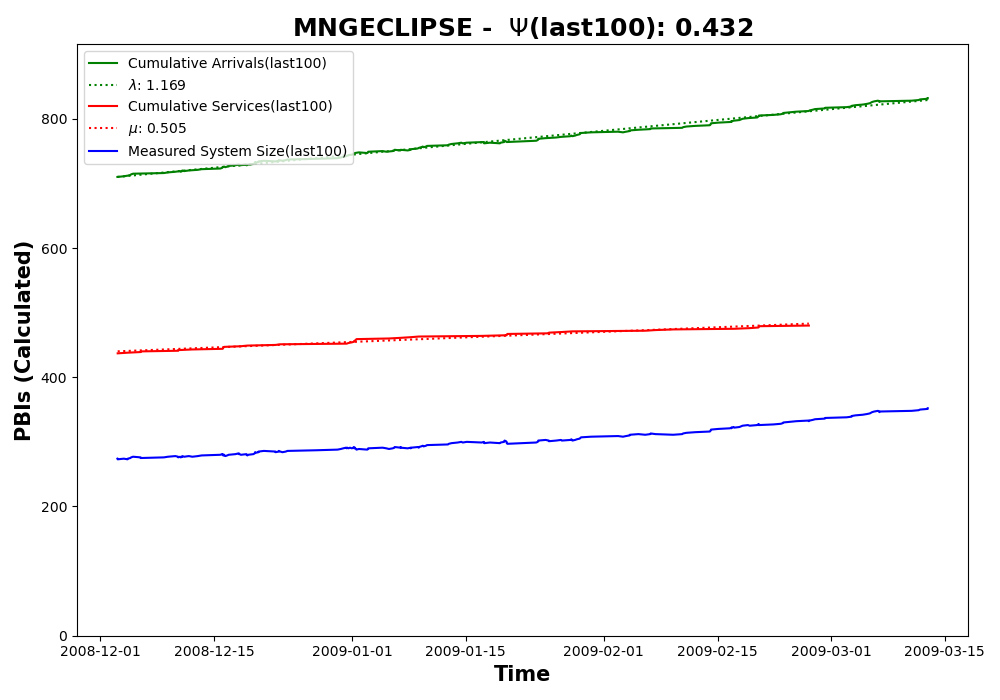 MNGECLIPSE - Ψ(last100): 0.432
Cumulative Arrivals(last100)
λ: 1.169
Cumulative Services(last100)
μ: 0.505
Measured System Size(last100)
PBIs (Calculated)
800
600
400
200
0
2008-12-01 2008-12-15 2009-01-01 2009-01-15 2009-02-01 2009-02-15 2009-03-01 2009-03-15
Time